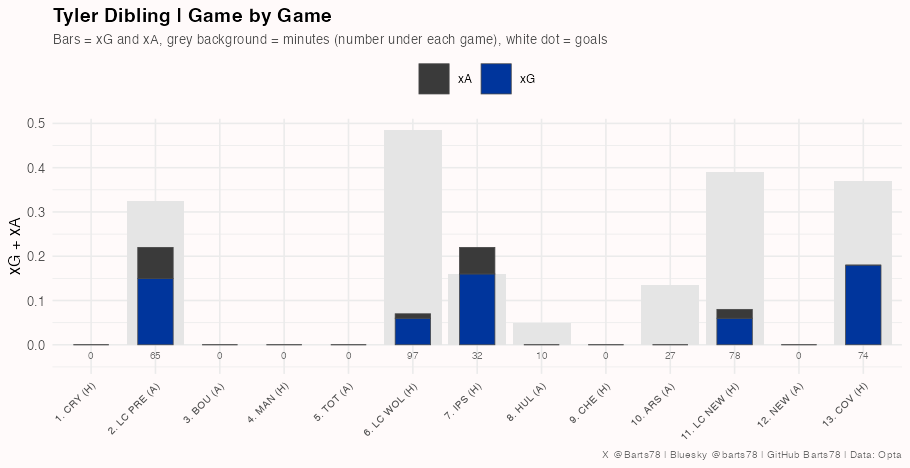 Tyler Dibling | Game by Game
Bars = xG and xA, grey background = minutes (number under each game), white dot = goals
xA xG
xG + xA
0.5
0.4
0.3
0.2
0.1
0.0
0 65 0 0 0 97 32 10 0 27 78 0 74
1. CRY (H)
2. LC PRE (A)
3. BOU (A)
4. MAN (H)
5. TOT (A)
6. LC WOL (H)
7. IPS (H)
8. HUL (A)
9. CHE (H)
10. ARS (A)
11. LC NEW (H)
12. NEW (A)
13. COV (H)
X @Barts78 | Bluesky @barts78 | GitHub Barts78 | Data: Opta